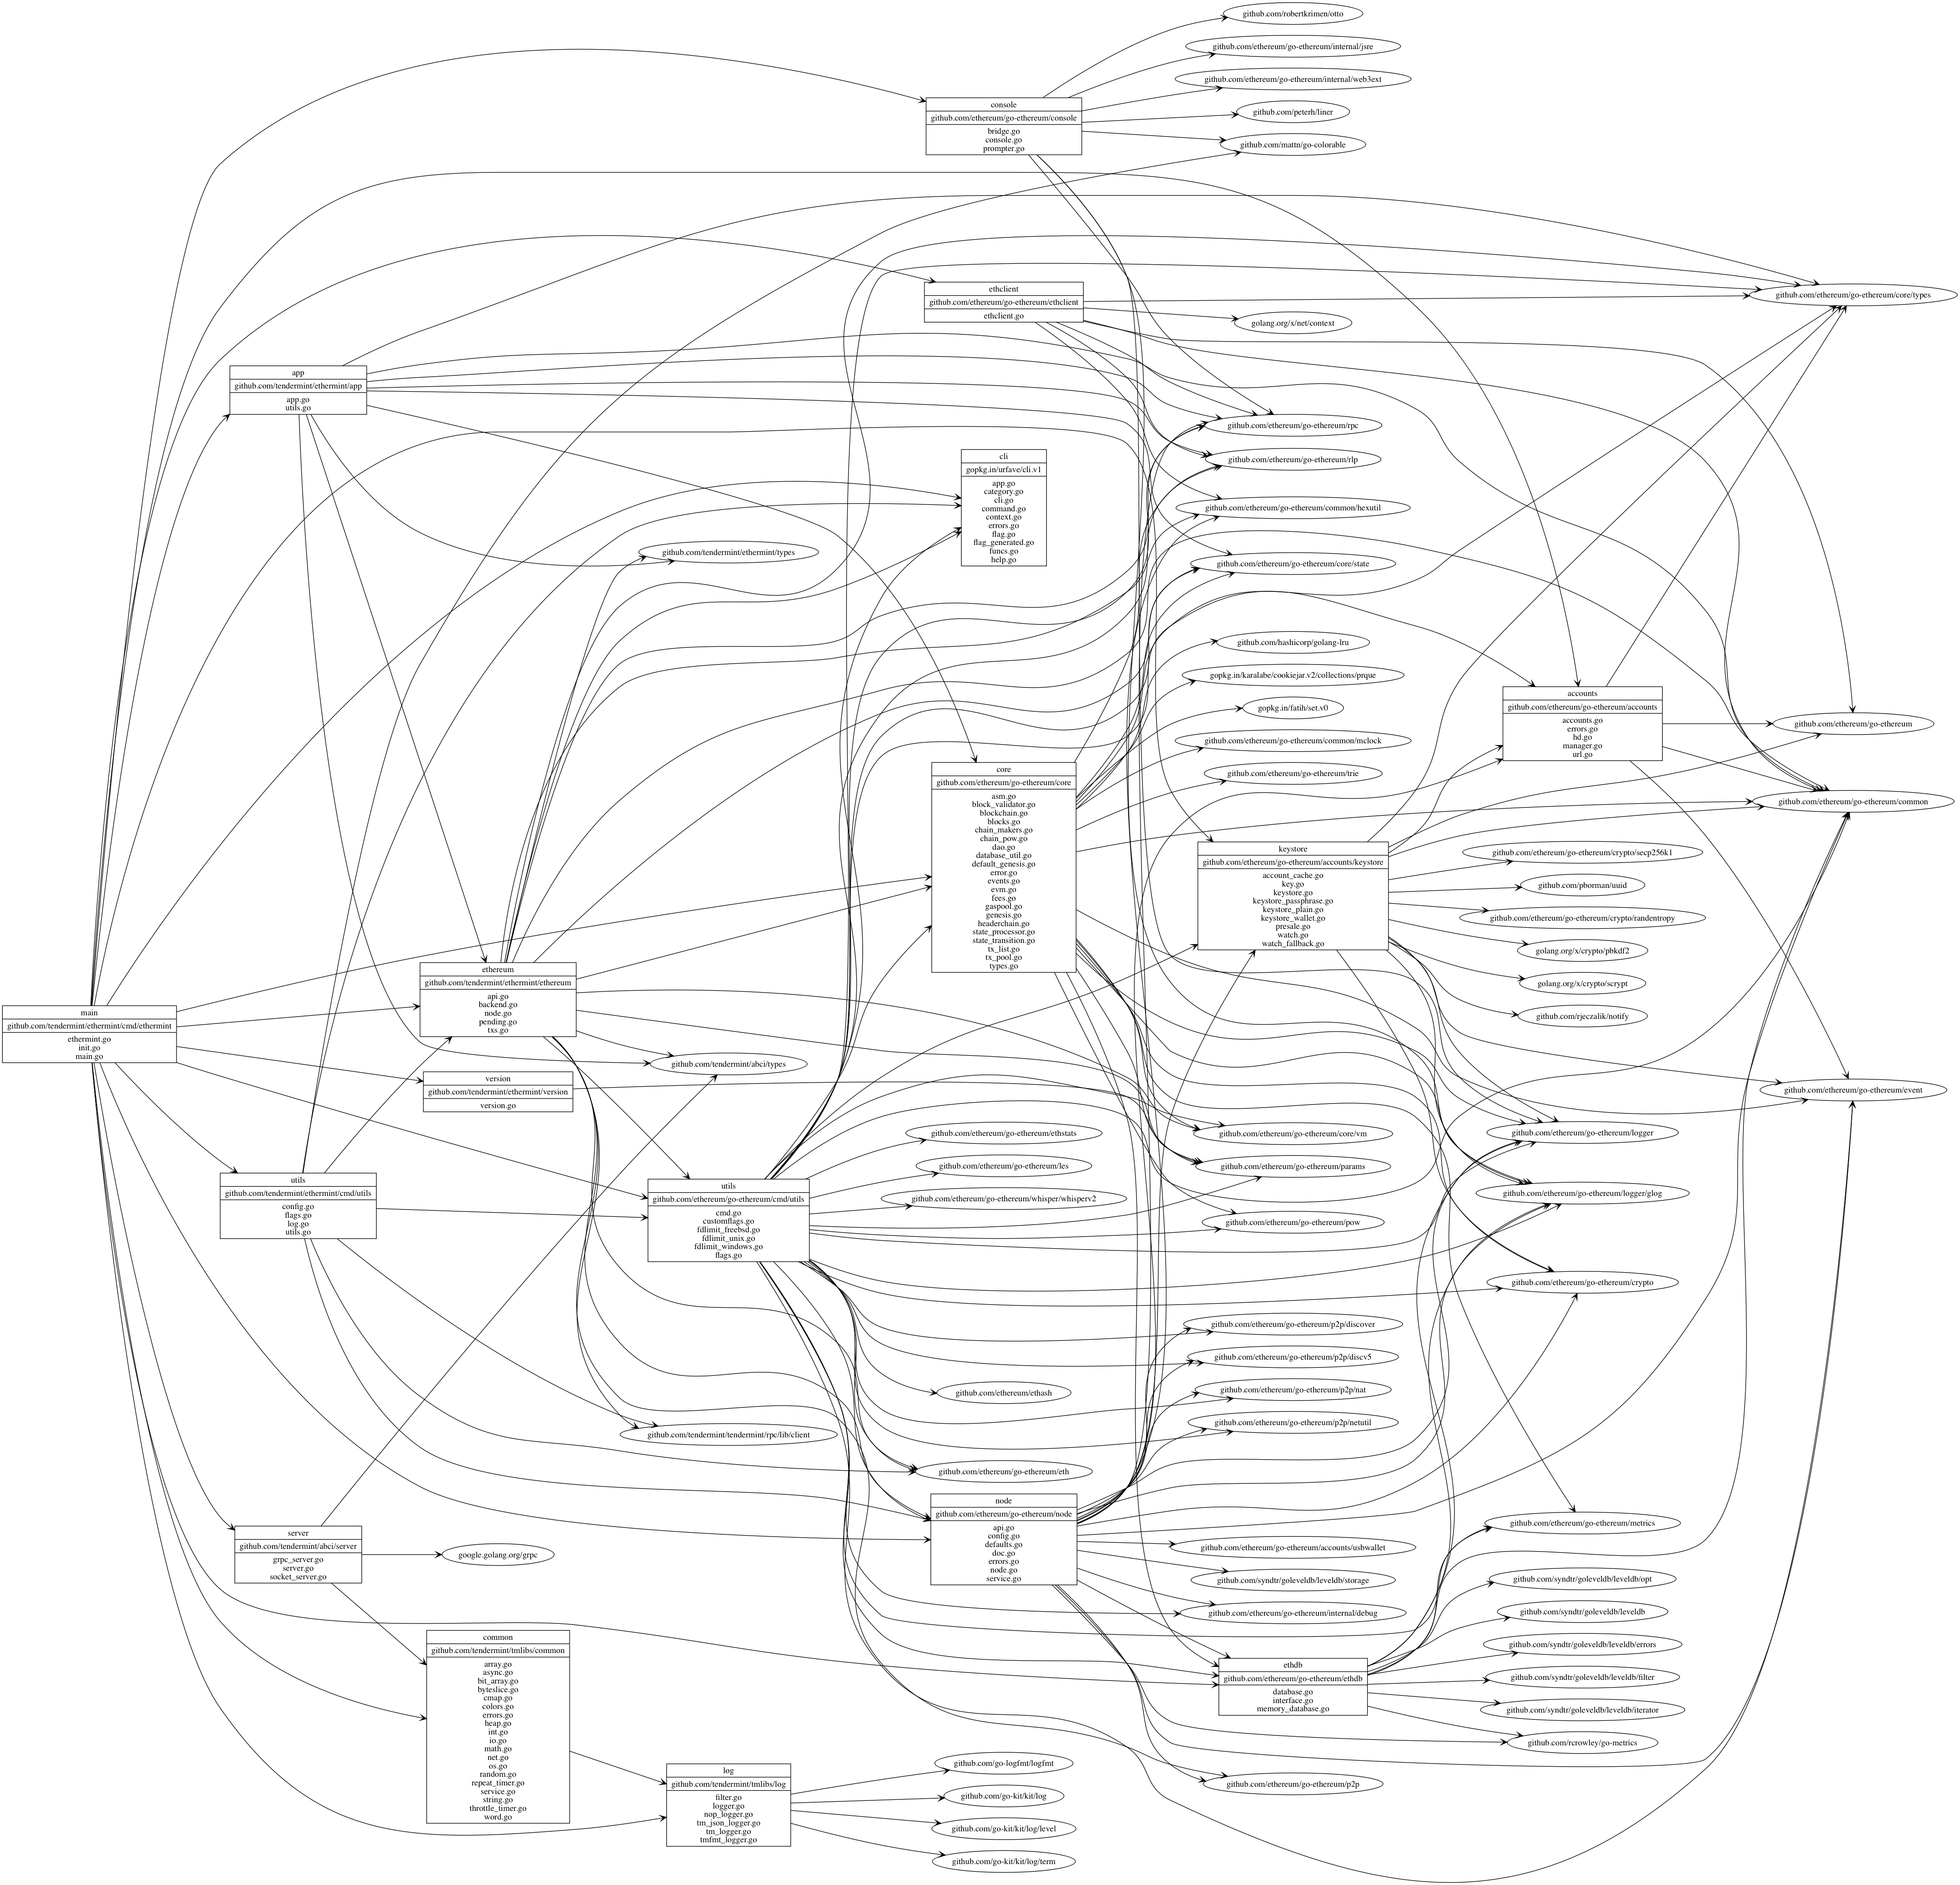 github.com/robertkrimen/otto
github.com/ethereum/go-ethereum/internal/jsre
github.com/ethereum/go-ethereum/internal/web3ext
console
github.com/ethereum/go-ethereum/console
bridge.go
console.go
prompter.go
github.com/peterh/liner
github.com/mattn/go-colorable
ethclient
github.com/ethereum/go-ethereum/ethclient
ethclient.go
github.com/ethereum/go-ethereum/core/types
golang.org/x/net/context
app
github.com/tendermint/ethermint/app
app.go
utils.go
github.com/ethereum/go-ethereum/rpc
github.com/ethereum/go-ethereum/rlp
cli
gopkg.in/urfave/cli.v1
app.go
category.go
cli.go
command.go
context.go
errors.go
flag.go
flag_generated.go
funcs.go
help.go
github.com/ethereum/go-ethereum/common/hexutil
github.com/tendermint/ethermint/types
github.com/ethereum/go-ethereum/core/state
github.com/hashicorp/golang-lru
gopkg.in/karalabe/cookiejar.v2/collections/prque
gopkg.in/fatih/set.v0
github.com/ethereum/go-ethereum/common/mclock
github.com/ethereum/go-ethereum/trie
accounts
github.com/ethereum/go-ethereum/accounts
accounts.go
errors.go
hd.go
manager.go
url.go
github.com/ethereum/go-ethereum
github.com/ethereum/go-ethereum/common
core
github.com/ethereum/go-ethereum/core
asm.go
block_validator.go
blockchain.go
blocks.go
chain_makers.go
chain_pow.go
dao.go
database_util.go
default_genesis.go
error.go
events.go
evm.go
fees.go
gaspool.go
genesis.go
headerchain.go
state_processor.go
state_transition.go
tx_list.go
tx_pool.go
types.go
keystore
github.com/ethereum/go-ethereum/accounts/keystore
account_cache.go
key.go
keystore.go
keystore_passphrase.go
keystore_plain.go
keystore_wallet.go
presale.go
watch.go
watch_fallback.go
github.com/ethereum/go-ethereum/crypto/secp256k1
github.com/pborman/uuid
github.com/ethereum/go-ethereum/crypto/randentropy
golang.org/x/crypto/pbkdf2
golang.org/x/crypto/scrypt
github.com/rjeczalik/notify
ethereum
github.com/tendermint/ethermint/ethereum
api.go
backend.go
node.go
pending.go
txs.go
main
github.com/tendermint/ethermint/cmd/ethermint
ethermint.go
init.go
main.go
github.com/tendermint/abci/types
version
github.com/tendermint/ethermint/version
version.go
github.com/ethereum/go-ethereum/event
github.com/ethereum/go-ethereum/ethstats
github.com/ethereum/go-ethereum/core/vm
github.com/ethereum/go-ethereum/logger
github.com/ethereum/go-ethereum/les
github.com/ethereum/go-ethereum/params
utils
github.com/tendermint/ethermint/cmd/utils
config.go
flags.go
log.go
utils.go
utils
github.com/ethereum/go-ethereum/cmd/utils
cmd.go
customflags.go
fdlimit_freebsd.go
fdlimit_unix.go
fdlimit_windows.go
flags.go
github.com/ethereum/go-ethereum/whisper/whisperv2
github.com/ethereum/go-ethereum/logger/glog
github.com/ethereum/go-ethereum/pow
github.com/ethereum/go-ethereum/crypto
github.com/ethereum/go-ethereum/p2p/discover
github.com/ethereum/go-ethereum/p2p/discv5
github.com/ethereum/ethash
github.com/ethereum/go-ethereum/p2p/nat
github.com/ethereum/go-ethereum/p2p/netutil
github.com/tendermint/tendermint/rpc/lib/client
github.com/ethereum/go-ethereum/eth
node
github.com/ethereum/go-ethereum/node
api.go
config.go
defaults.go
doc.go
errors.go
node.go
service.go
github.com/ethereum/go-ethereum/metrics
server
github.com/tendermint/abci/server
grpc_server.go
server.go
socket_server.go
google.golang.org/grpc
github.com/ethereum/go-ethereum/accounts/usbwallet
github.com/syndtr/goleveldb/leveldb/storage
github.com/ethereum/go-ethereum/internal/debug
github.com/syndtr/goleveldb/leveldb/opt
github.com/syndtr/goleveldb/leveldb
github.com/syndtr/goleveldb/leveldb/errors
github.com/syndtr/goleveldb/leveldb/filter
github.com/syndtr/goleveldb/leveldb/iterator
github.com/rcrowley/go-metrics
ethdb
github.com/ethereum/go-ethereum/ethdb
database.go
interface.go
memory_database.go
common
github.com/tendermint/tmlibs/common
array.go
async.go
bit_array.go
byteslice.go
cmap.go
colors.go
errors.go
heap.go
int.go
io.go
math.go
net.go
os.go
random.go
repeat_timer.go
service.go
string.go
throttle_timer.go
word.go
log
github.com/tendermint/tmlibs/log
filter.go
logger.go
nop_logger.go
tm_json_logger.go
tm_logger.go
tmfmt_logger.go
github.com/go-logfmt/logfmt
github.com/go-kit/kit/log
github.com/go-kit/kit/log/level
github.com/go-kit/kit/log/term
github.com/ethereum/go-ethereum/p2p